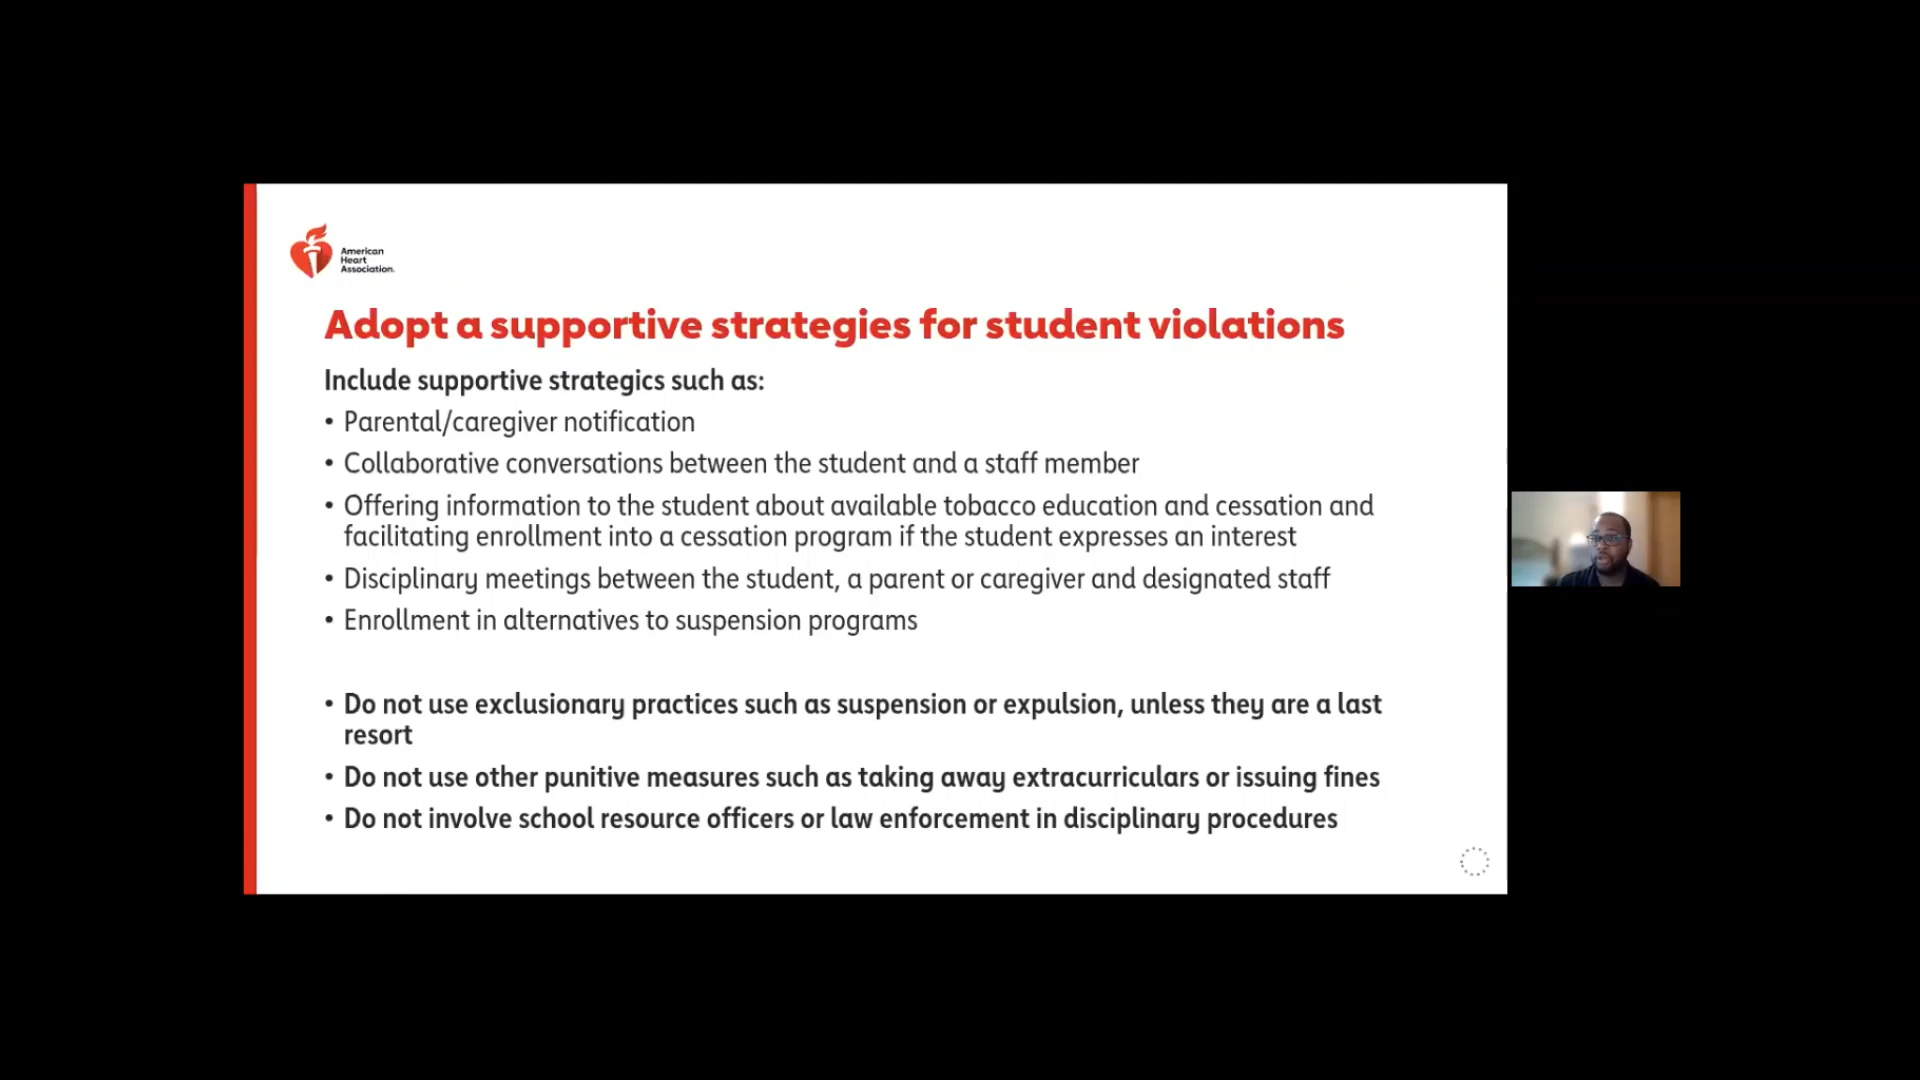 American
Heart
Association.
Adopt a supportive strategies for student violations
Include supportive strategics such as:
• Parental/caregiver notification
• Collaborative conversations between the student and a staff member
• Offering information to the student about available tobacco education and cessation and
facilitating enrollment into a cessation program if the student expresses an interest
• Disciplinary meetings between the student, a parent or caregiver and designated staff
• Enrollment in alternatives to suspension programs
• Do not use exclusionary practices such as suspension or expulsion, unless they are a last
resort
• Do not use other punitive measures such as taking away extracurriculars or issuing fines
• Do not involve school resource officers or law enforcement in disciplinary procedures